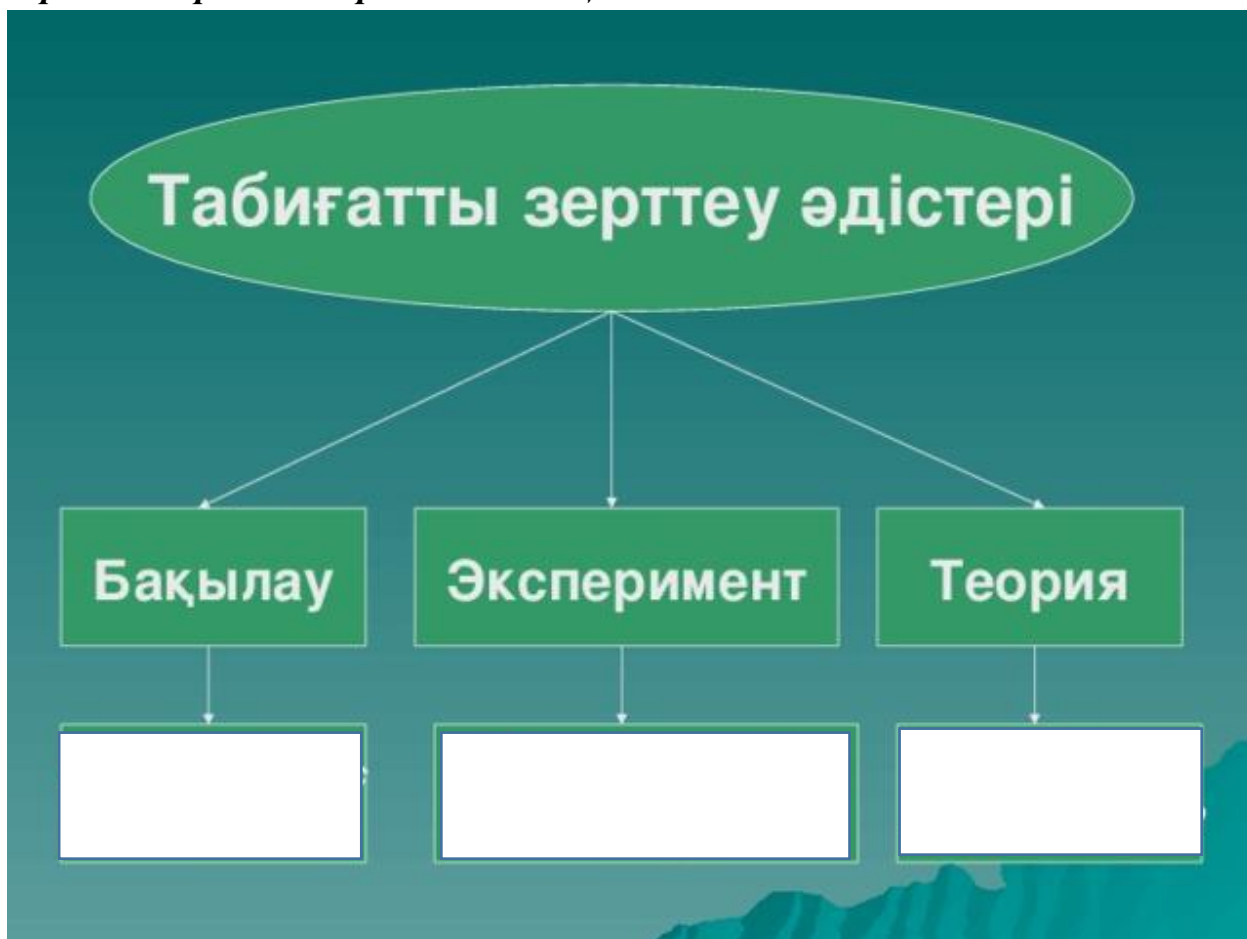 Табиғатты зерттеу әдістері
Бақылау
Эксперимент
Теория